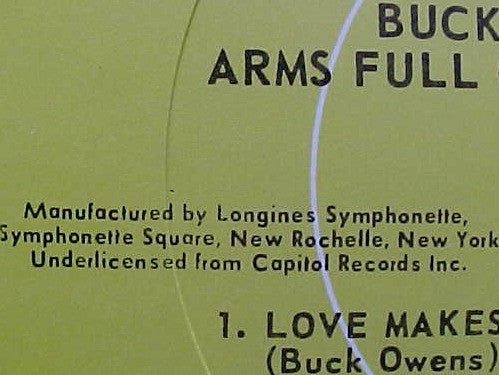 BUCK
ARMS FULL
Manufactured by Longines Symphonette,
Symphonette Square, New Rochelle, New York
Underlicensed from Capitol Records Inc.
1. LOVE MAKES
(Buck Owens)